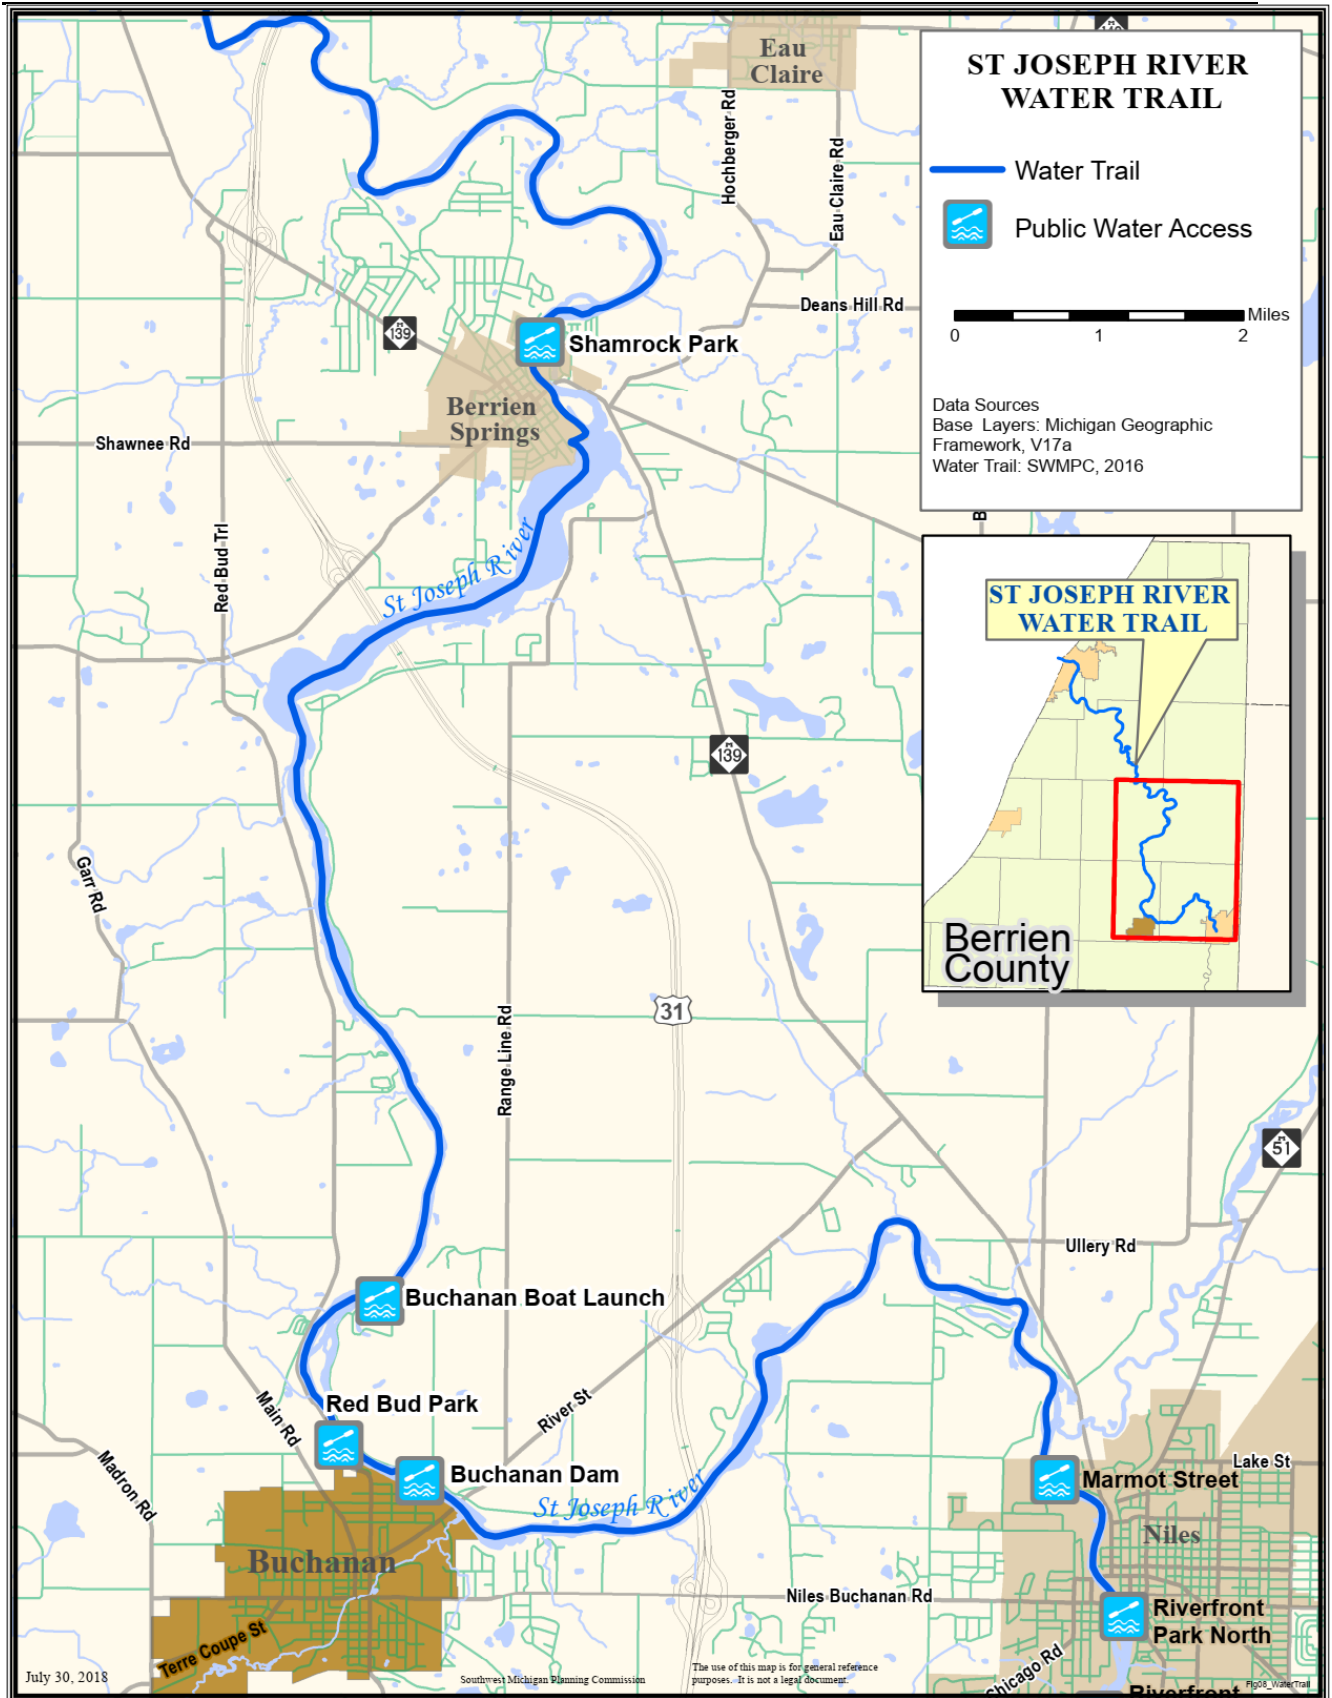 Eau
Claire
ST JOSEPH RIVER
WATER TRAIL
Water Trail
Public Water Access
Hochberger Rd
Eau Claire Rd
Deans Hill Rd
0 1 2 Miles
M 139
Shamrock Park
Berrien
Springs
Shawnee Rd
Data Sources
Base Layers: Michigan Geographic
Framework, V17a
Water Trail: SWMPC, 2016
Red Bud Trl
St Joseph River
B
ST JOSEPH RIVER
WATER TRAIL
M 139
Garr Rd
Berrien
County
31
Range Line Rd
M 51
Ullery Rd
Buchanan Boat Launch
Main Rd
Red Bud Park
River St
Madron Rd
Buchanan Dam
Lake St
Marmot Street
St Joseph River
Niles
Buchanan
Niles Buchanan Rd
Riverfront
Park North
Terre Coupe St
Chicago Rd
July 30, 2018
Southwest Michigan Planning Commission
The use of this map is for general reference
purposes. It is not a legal document.
Riverfront
Fig08_WaterTrail